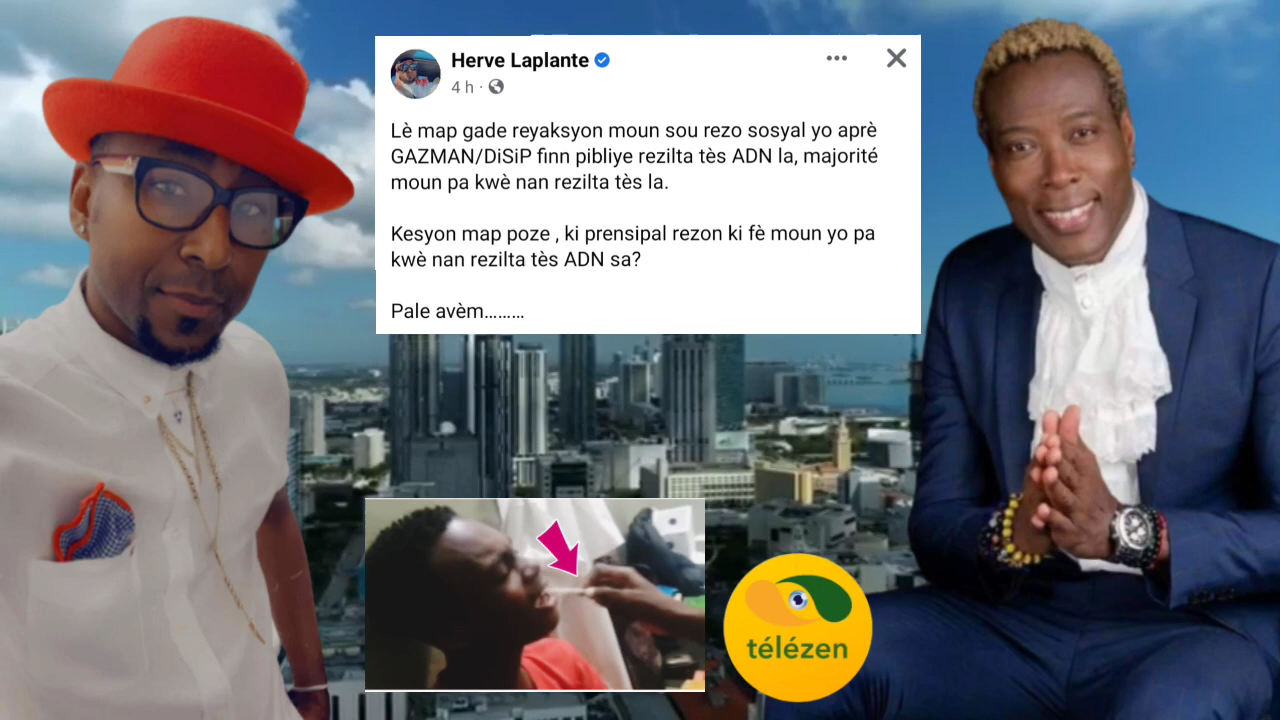 Herve Laplante
4 h ·
Lè map gade reyaksyon moun sou rezo sosyal yo aprè
GAZMAN/DiSiP finn pibliye rezilta tès ADN la, majorité
moun pa kwè nan rezilta tès la.
Kesyon map poze , ki prensipal rezon ki fè moun yo pa
kwè nan rezilta tès ADN sa?
Pale avèm.........
télézen